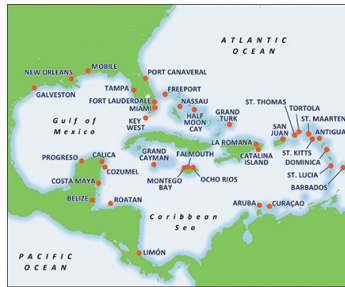 ATLANTIC
OCEAN
MOBILE
NEW ORLEANS
PORT CANAVERAL
TAMPA
GALVESTON
FREEPORT
FORT LAUDERDALE
MIAMI
NASSAU
ST. THOMAS
TORTOLA
HALF
MOON
CAY
GRAND
TURK
ST. MAARTEN
Gulf of
Mexico
KEY
WEST
SAN
JUAN
ANTIGUA
LA ROMANA
ST. KITTS
PROGRESO
CALICA
GRAND
CAYMAN
FALMOUTH
CATALINA
ISLAND
DOMINICA
COZUMEL
COSTA MAYA
MONTEGO
BAY
OCHO RIOS
ST. LUCIA
BARBADOS
BELIZE
ROATAN
ARUBA
CURAÇAO
Caribbean
Sea
LIMÓN
PACIFIC
OCEAN